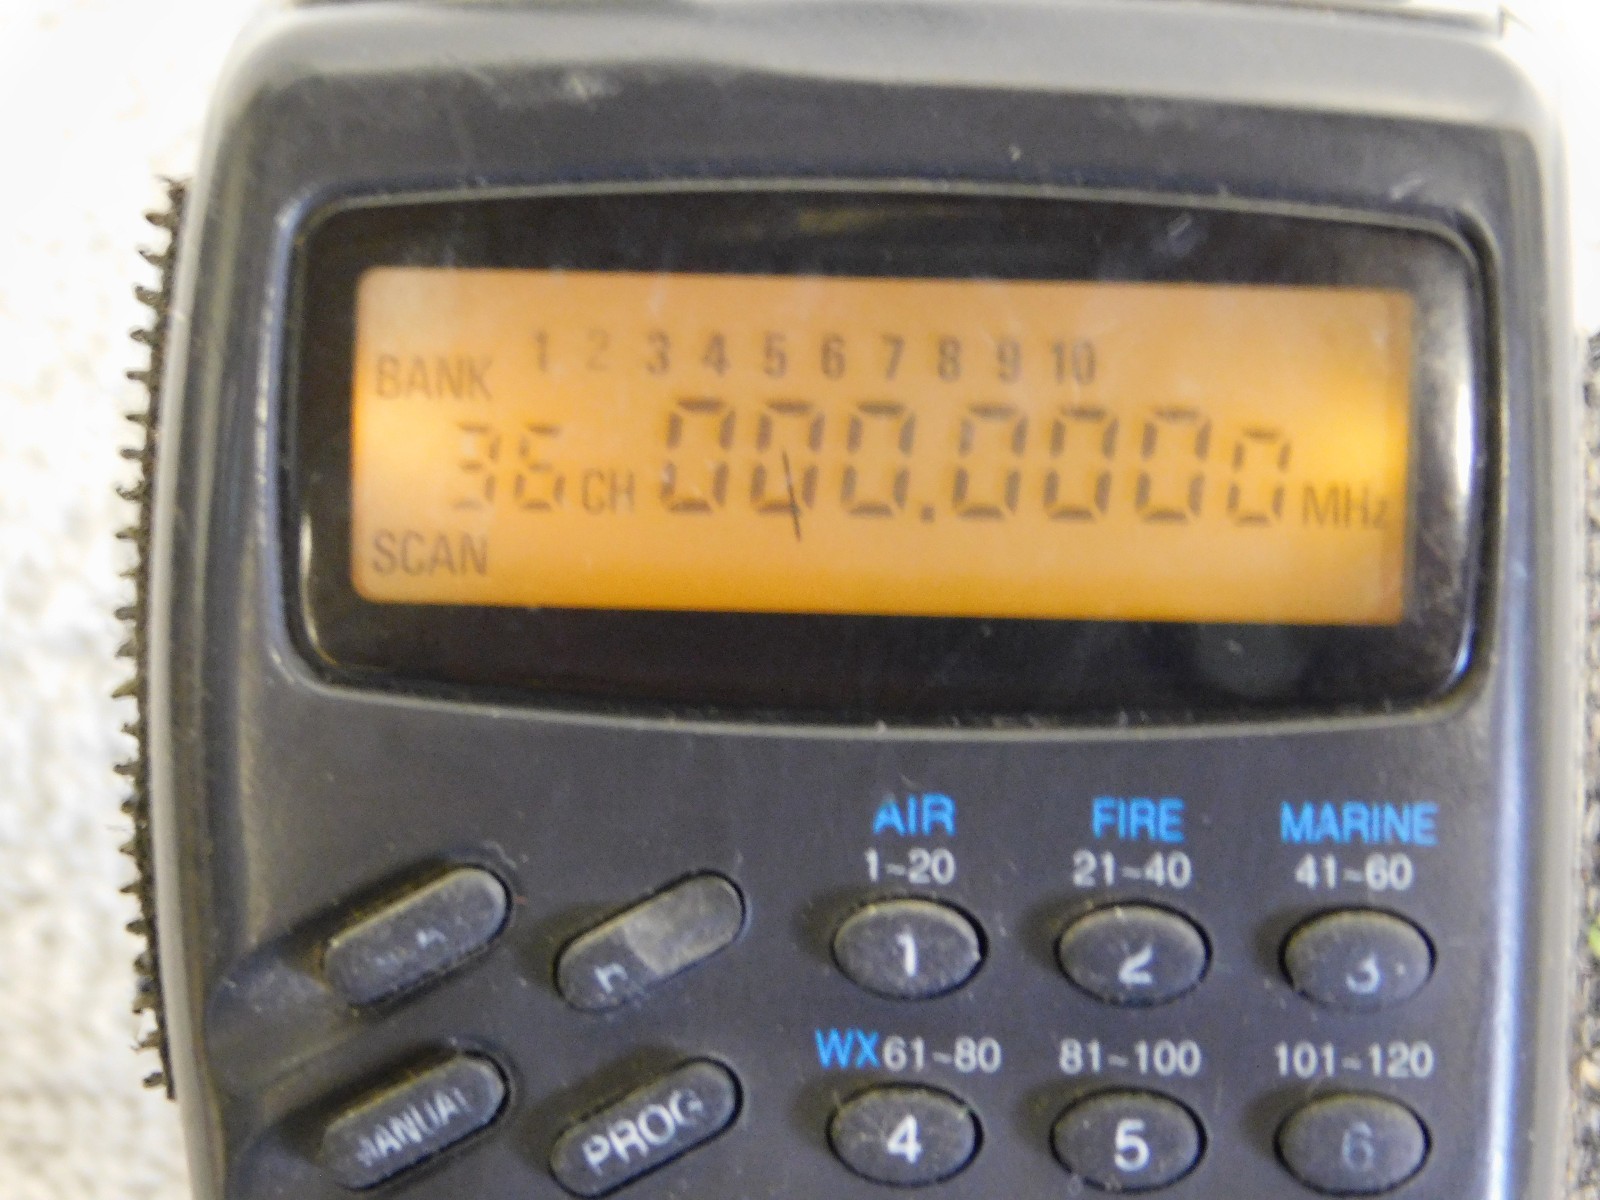 BANK 1 2 3 4 5 6 7 8 9 10
36 CH 000.0000 MHz
SCAN
AIR FIRE MARINE
1~20 21~40 41~60
1 2 3
WX 61~80 81~100 101~120
MANUAL PROG 4 5 6